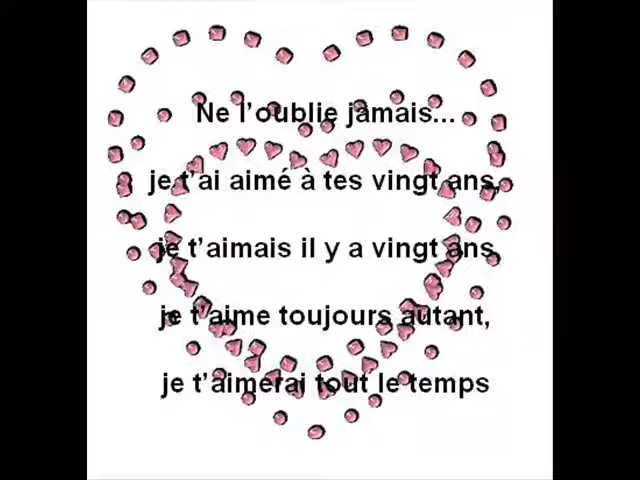 Ne l'oublie jamais...
je t'ai aimé à tes vingt ans,
je t'aimais il y a vingt ans,
je t'aime toujours autant,
je t'aimerai tout le temps